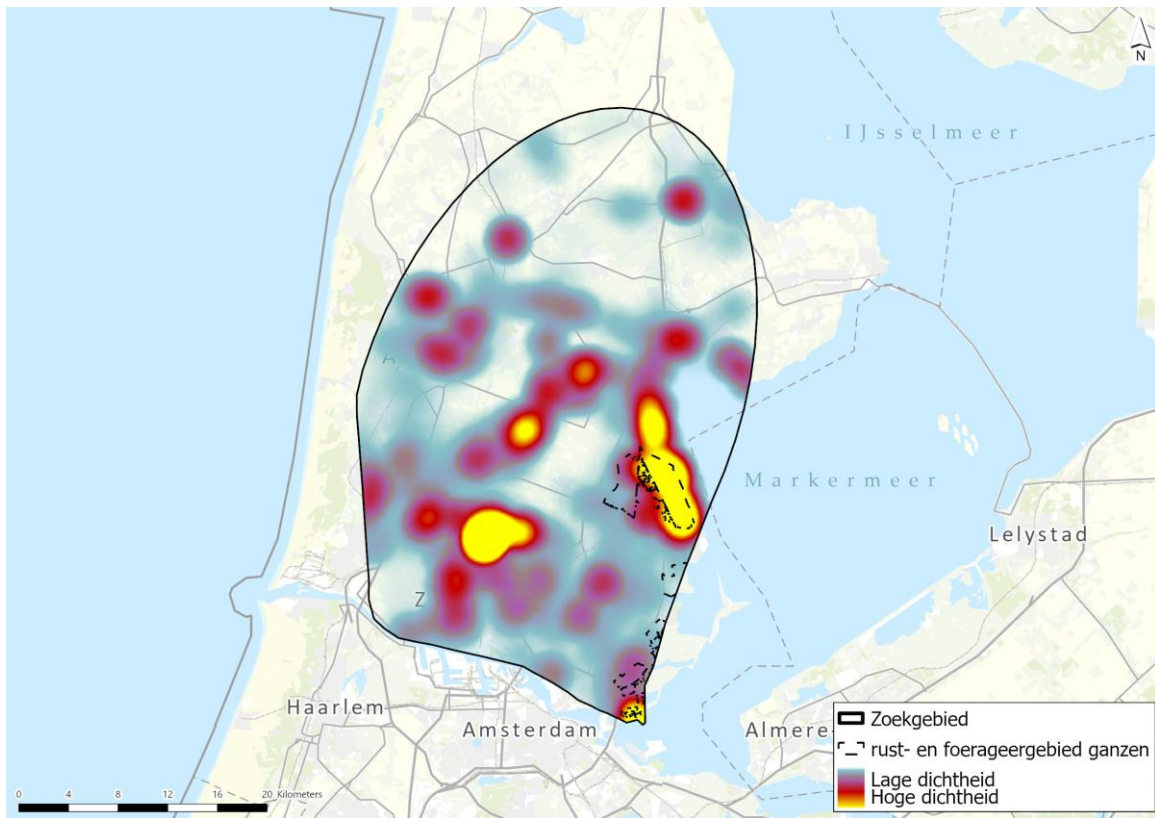 N
IJsselmeer
Markermeer
Lelystad
Z
Haarlem
Amsterdam
Almere
Zoekgebied
rust- en foerageergebied ganzen
Lage dichtheid
Hoge dichtheid
0 4 8 12 16 20 Kilometers